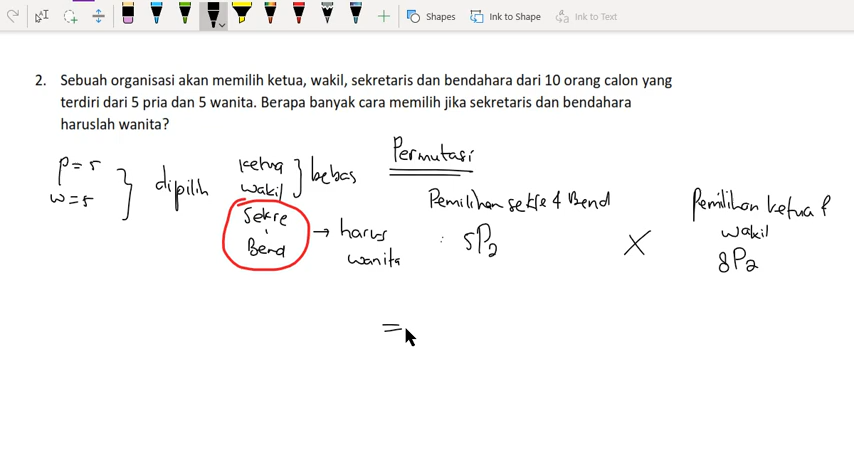 Shapes
Ink to Shape
Ink to Text
2. Sebuah organisasi akan memilih ketua, wakil, sekretaris dan bendahara dari 10 orang calon yang
terdiri dari 5 pria dan 5 wanita. Berapa banyak cara memilih jika sekretaris dan bendahara
haruslah wanita?
P = 5
w = 5
} dipilih
ketua
wakil
} bebas
Sekre
Bend
→ harus
wanita
Permutasi
Pemilihan sekre & Bend
: 5P2
X
Pemilihan ketua &
wakil
8P2
=